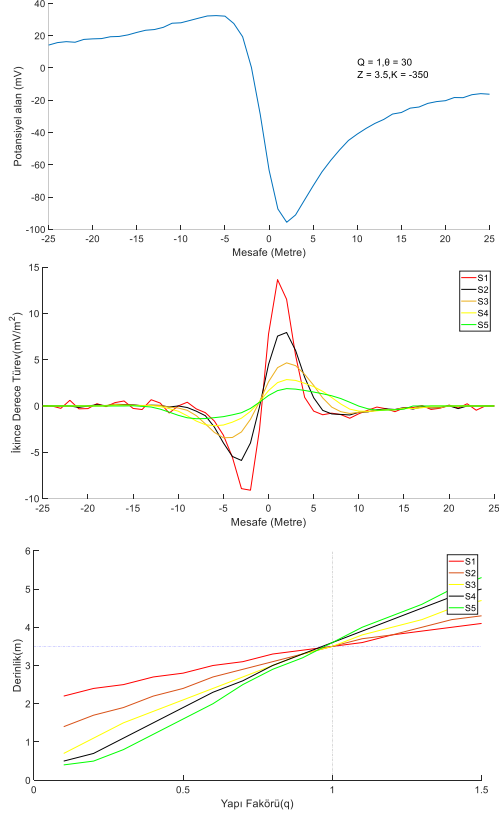 40
20
0
-20
-40
-60
-80
-100
Potansiyel alan (mV)
Q = 1,θ = 30
Z = 3.5,K = -350
-25 -20 -15 -10 -5 0 5 10 15 20 25
Mesafe (Metre)
15
10
5
0
-5
-10
İkince Derece Türev(mV/m²)
S1
S2
S3
S4
S5
-25 -20 -15 -10 -5 0 5 10 15 20 25
Mesafe (Metre)
6
5
4
3
2
1
0
Derinlik(m)
S1
S2
S3
S4
S5
0 0.5 1 1.5
Yapı Fakörü(q)